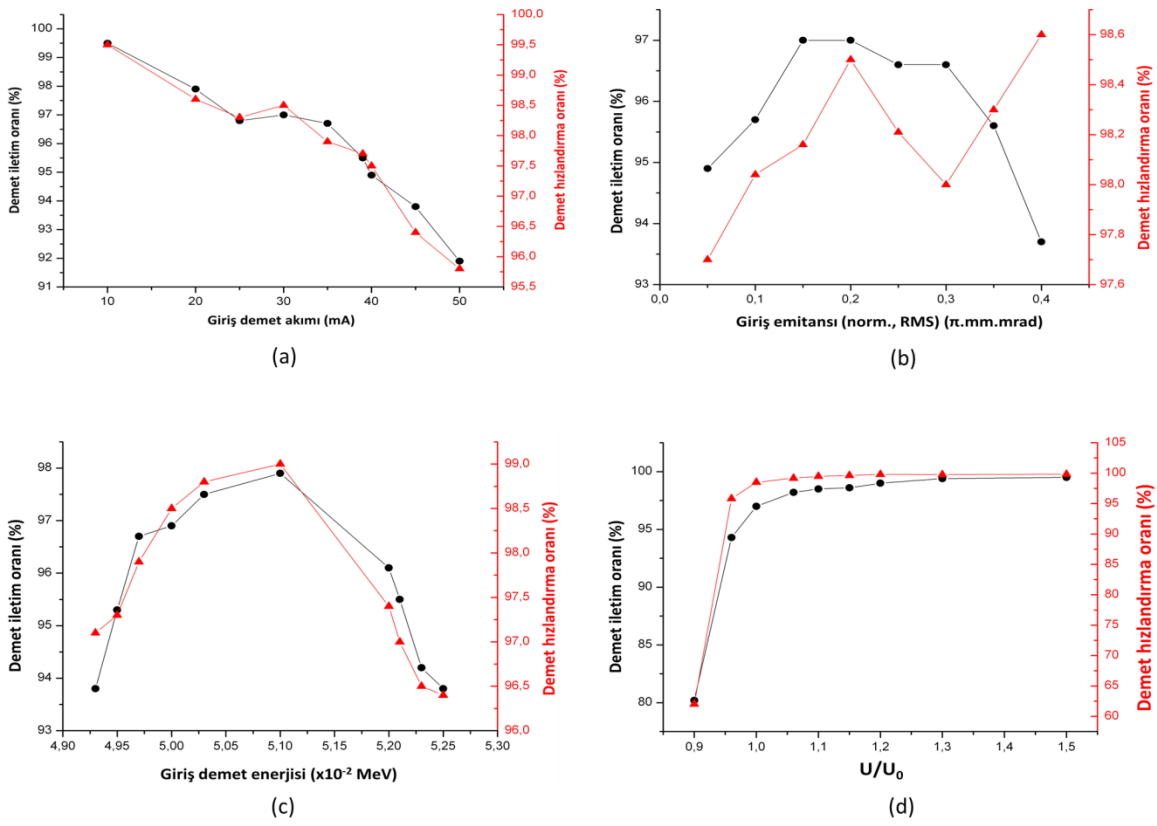 100
99
98
97
96
95
94
93
92
91
Demet iletim oranı (%)
10 20 30 40 50
Giriş demet akımı (mA)
100,0
99,5
99,0
98,5
98,0
97,5
97,0
96,5
96,0
95,5
Demet hızlandırma oranı (%)
(a)
97
96
95
94
93
Demet iletim oranı (%)
0.0 0,1 0,2 0,3 0,4
Giriş emitansı (norm., RMS) (π.mm.mrad)
98,6
98,4
98,2
98,0
97.8
97.6
Demet hızlandırma oranı (%)
(b)
98
97
96
95
94
93
Demet iletim oranı (%)
4,90 4,95 5,00 5,05 5,10 5,15 5,20 5,25 5,30
Giriş demet enerjisi (x10⁻² MeV)
99,0
98,5
98,0
97,5
97,0
96,5
96,0
Demet hızlandırma oranı (%)
(c)
100
95
90
85
80
Demet iletim oranı (%)
0,9 1,0 1,1 1,2 1,3 1,4 1,5
U/U₀
105
100
95
90
85
80
75
70
65
60
Demet hızlandırma oranı (%)
(d)